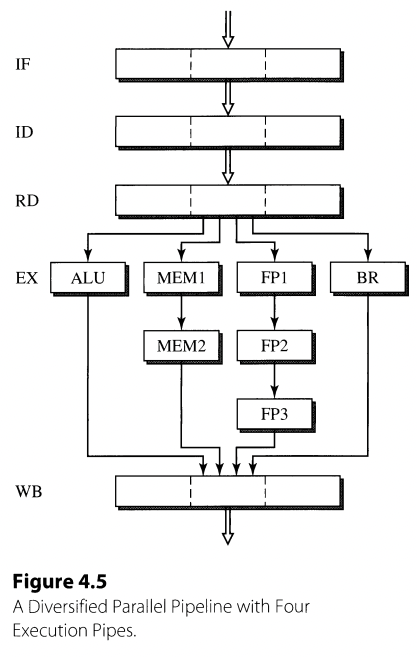 IF
ID
RD
EX ALU MEM1 FP1 BR
MEM2 FP2
FP3
WB
Figure 4.5
A Diversified Parallel Pipeline with Four
Execution Pipes.